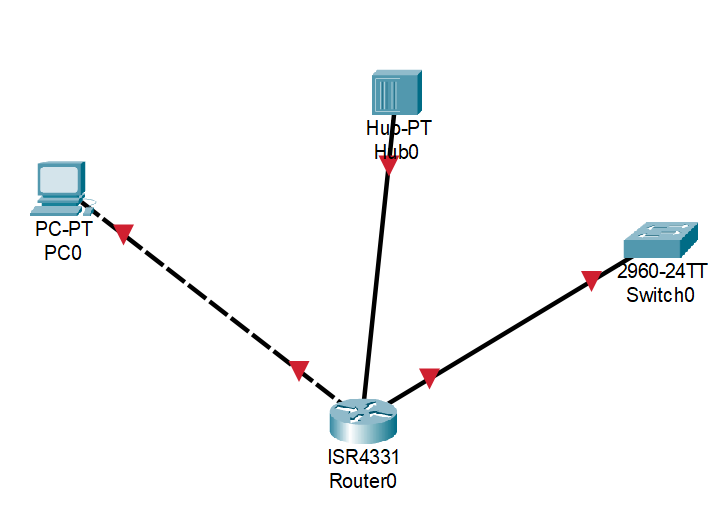 Hub-PT
Hub0
PC-PT
PC0
2960-24TT
Switch0
ISR4331
Router0